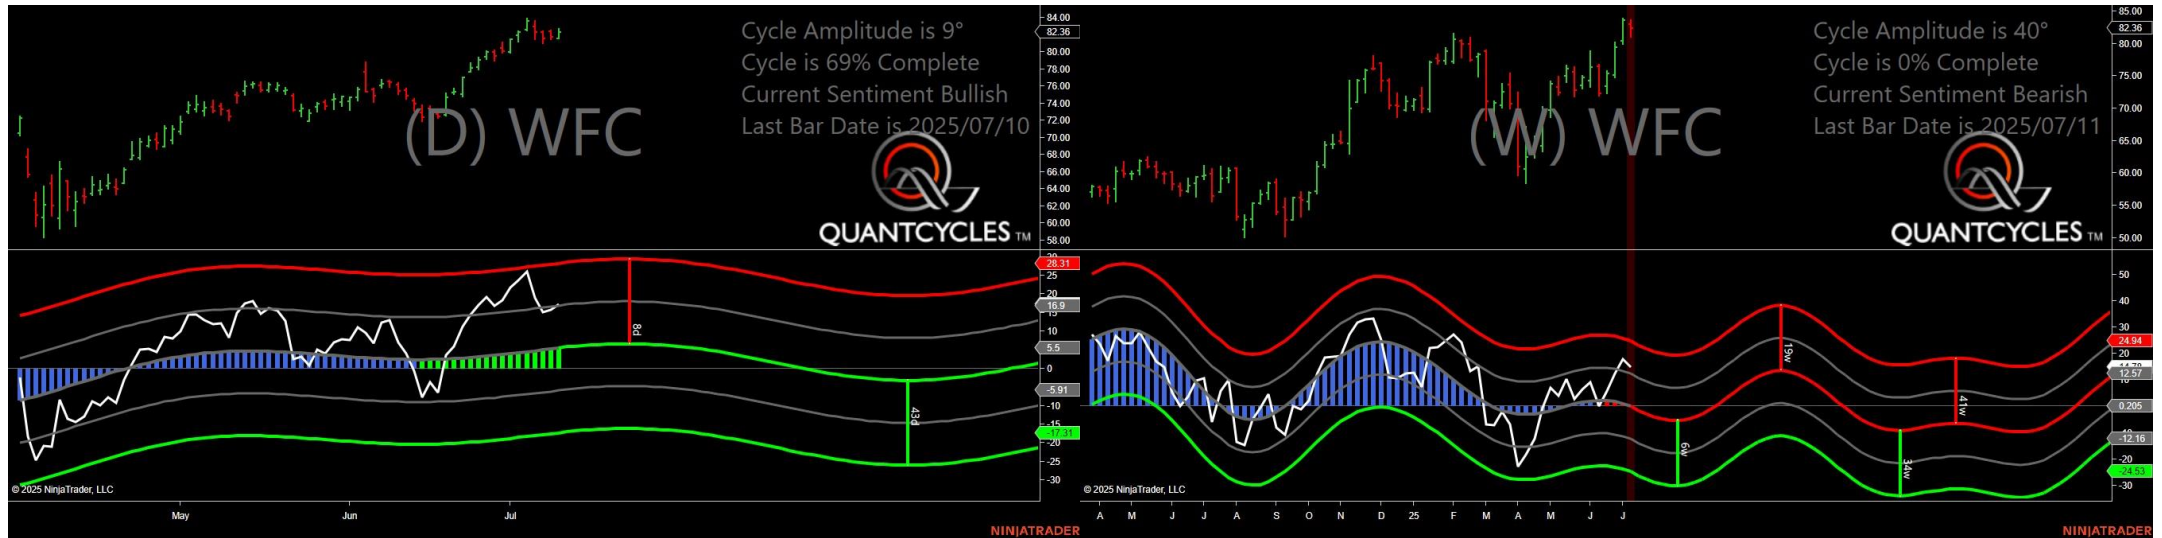 Cycle Amplitude is 9°
Cycle is 69% Complete
Current Sentiment Bullish
Last Bar Date is 2025/07/10
(D) WFC
QUANTCYCLES TM
84.00
82.36
80.00
78.00
76.00
74.00
72.00
70.00
68.00
66.00
64.00
62.00
60.00
58.00
28.31
25
20
16.9
10
5.5
0
-5.91
-10
-15
-17.31
-20
-25
-30
8d
43d
© 2025 NinjaTrader, LLC
May Jun Jul
NINJATRADER
Cycle Amplitude is 40°
Cycle is 0% Complete
Current Sentiment Bearish
Last Bar Date is 2025/07/11
(W) WFC
QUANTCYCLES TM
85.00
82.36
80.00
75.00
70.00
65.00
60.00
55.00
50.00
50
40
30
24.94
20
12.57
10
0.205
-12.16
-20
-24.53
-30
19w
41w
6w
34w
© 2025 NinjaTrader, LLC
A M J J A S O N D 25 F M A M J J
NINJATRADER